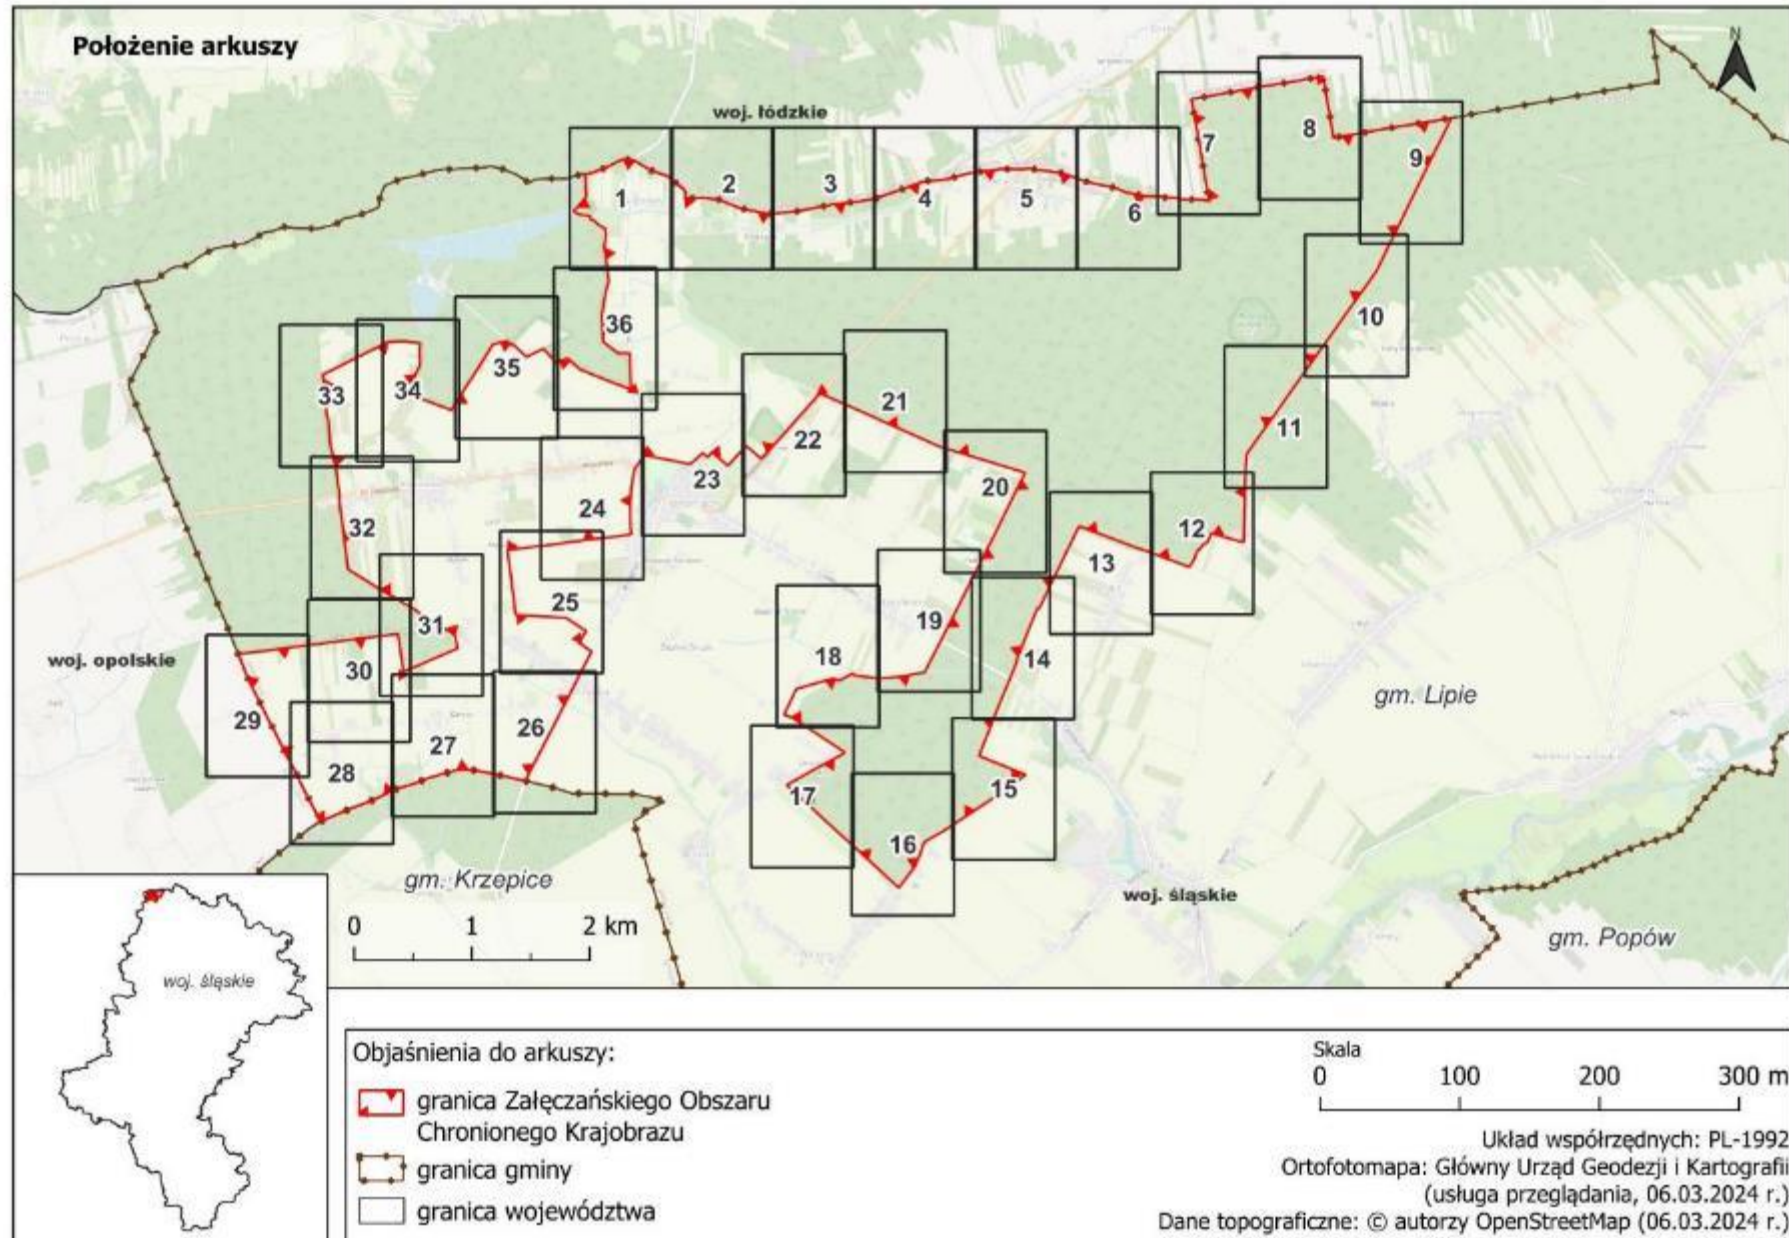 Położenie arkuszy
N
woj. łódzkie
1
2
3
4
5
6
7
8
9
10
11
12
13
14
15
16
17
18
19
20
21
22
23
24
25
26
27
28
29
30
31
32
33
34
35
36
woj. opolskie
gm. Lipie
gm. Krzepice
woj. śląskie
gm. Popów
0 1 2 km
woj. śląskie
Objaśnienia do arkuszy:
granica Załęczańskiego Obszaru
Chronionego Krajobrazu
granica gminy
granica województwa
Skala
0 100 200 300 m
Układ współrzędnych: PL-1992
Ortofotomapa: Główny Urząd Geodezji i Kartografii
(usługa przeglądania, 06.03.2024 r.)
Dane topograficzne: © autorzy OpenStreetMap (06.03.2024 r.)